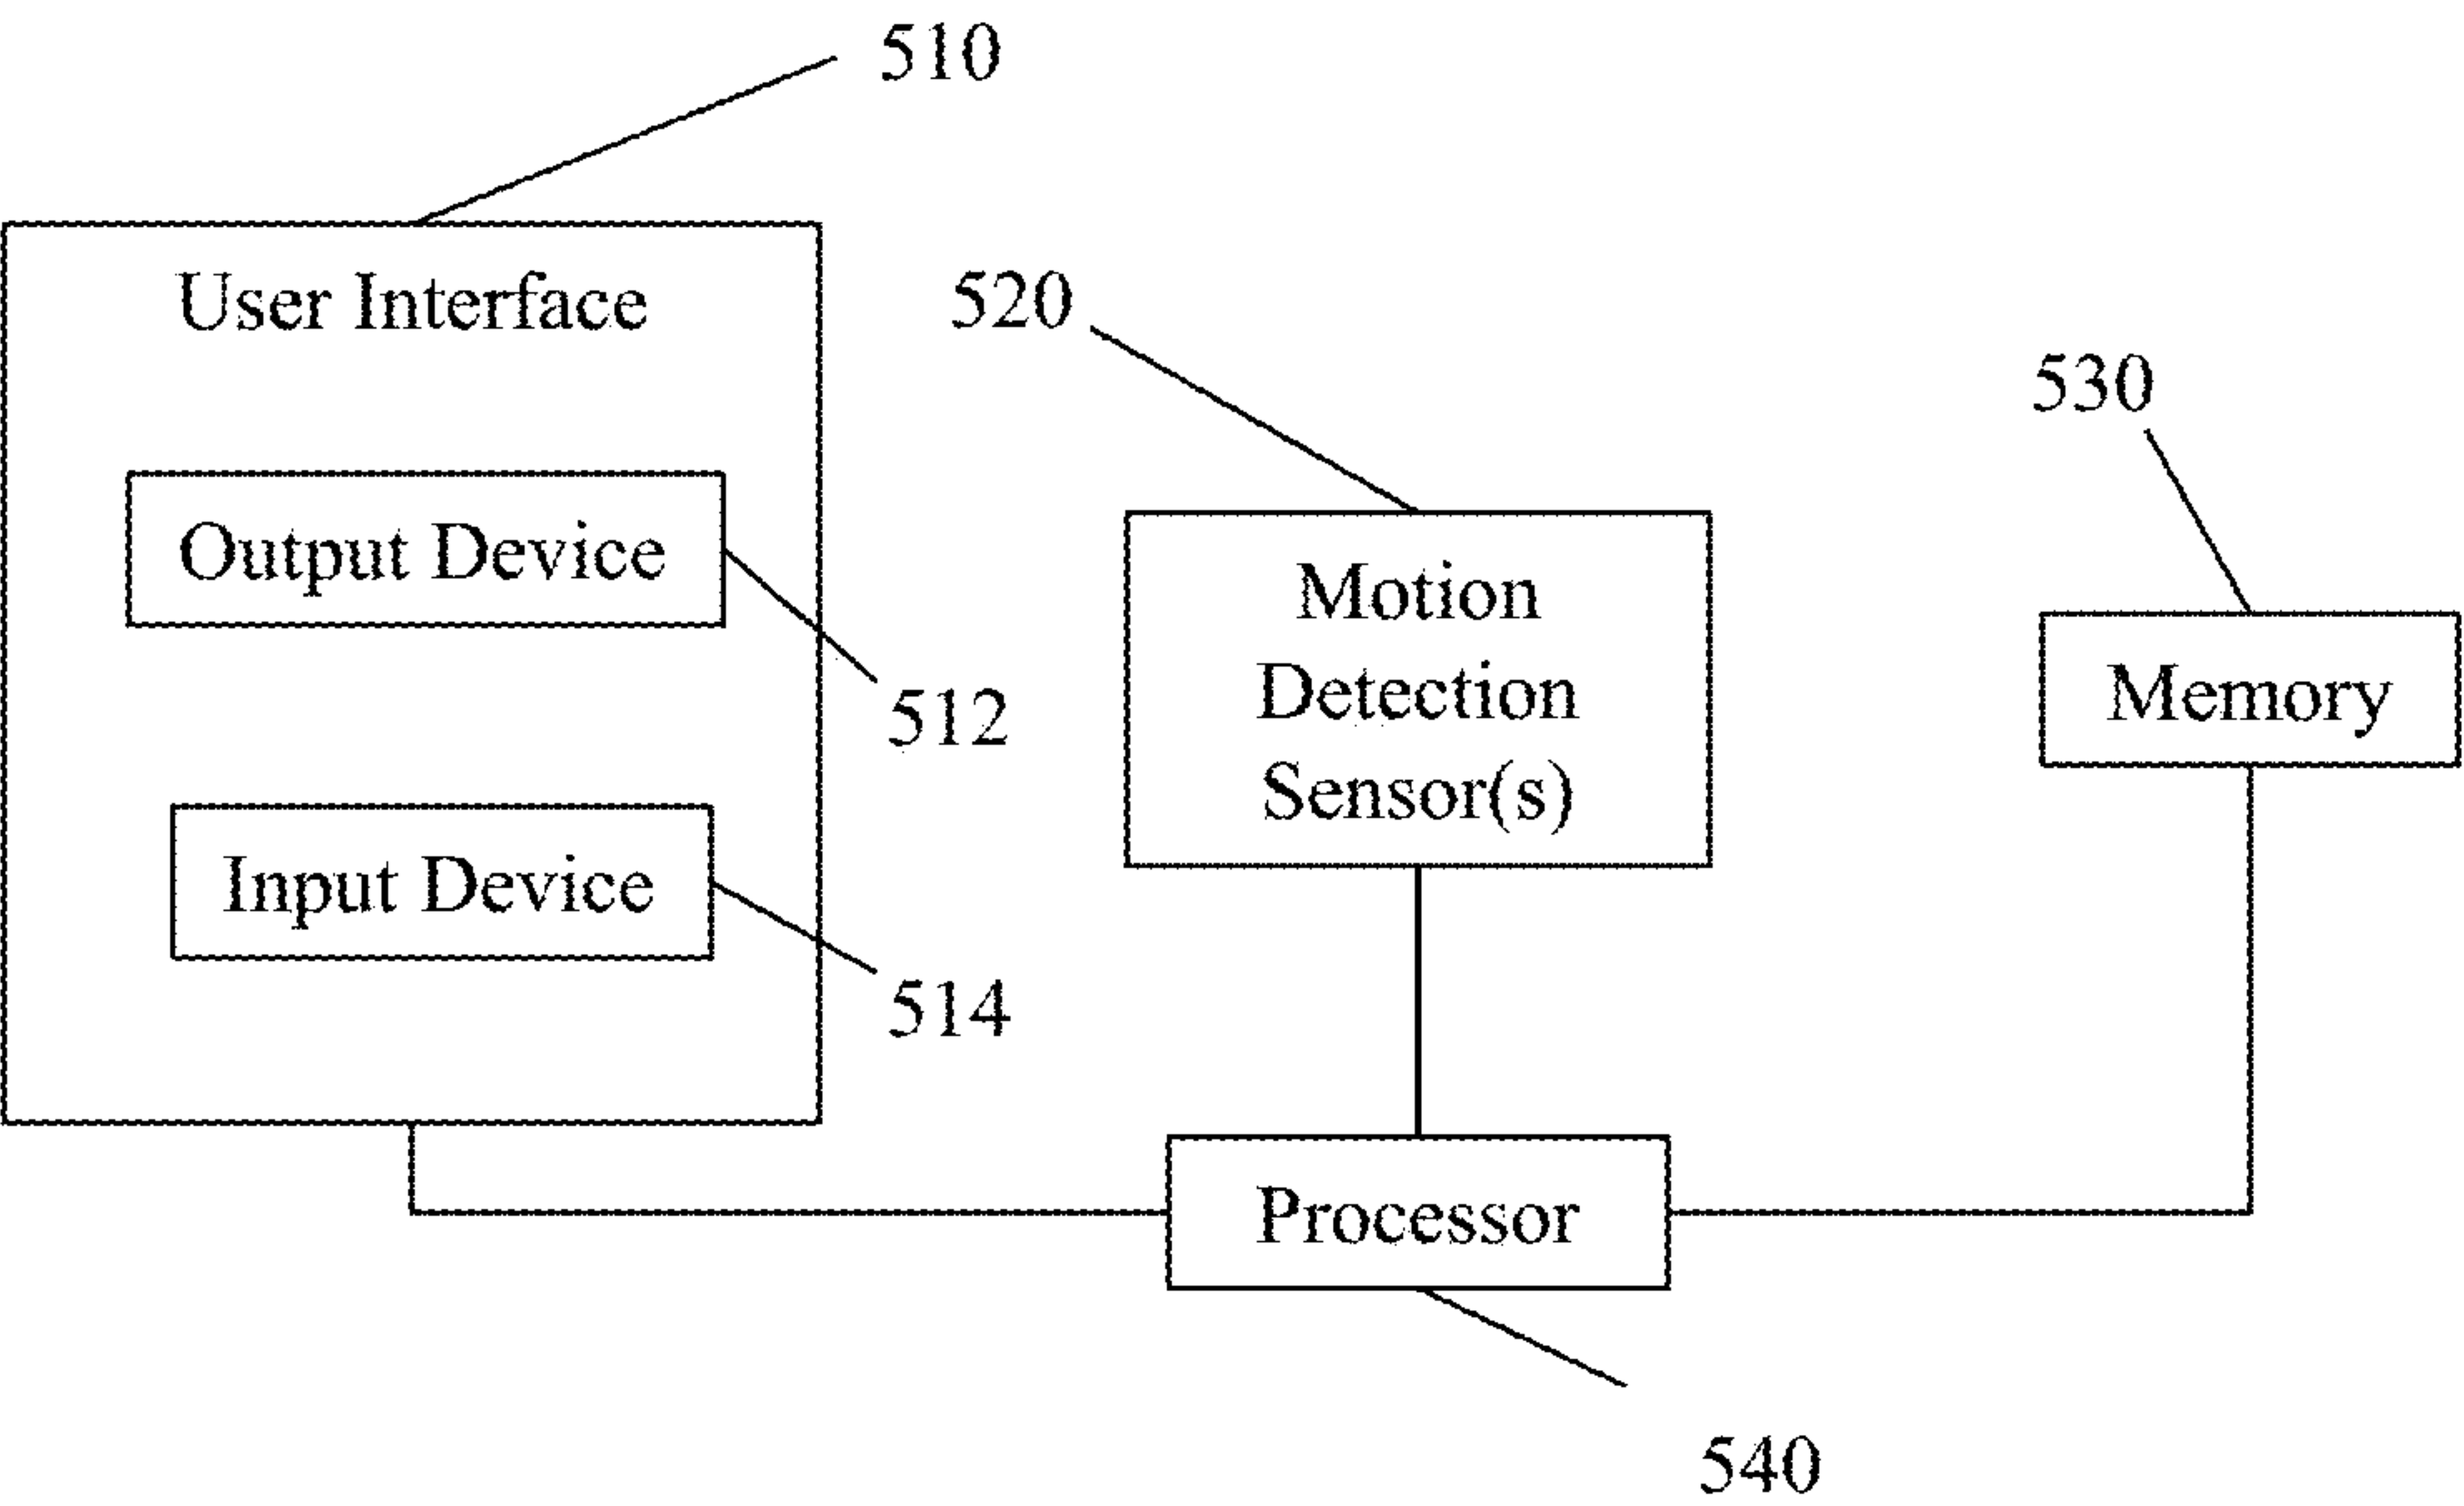 510
User Interface
520
530
Output Device
Motion
Detection
Sensor(s)
Memory
512
Input Device
514
Processor
540